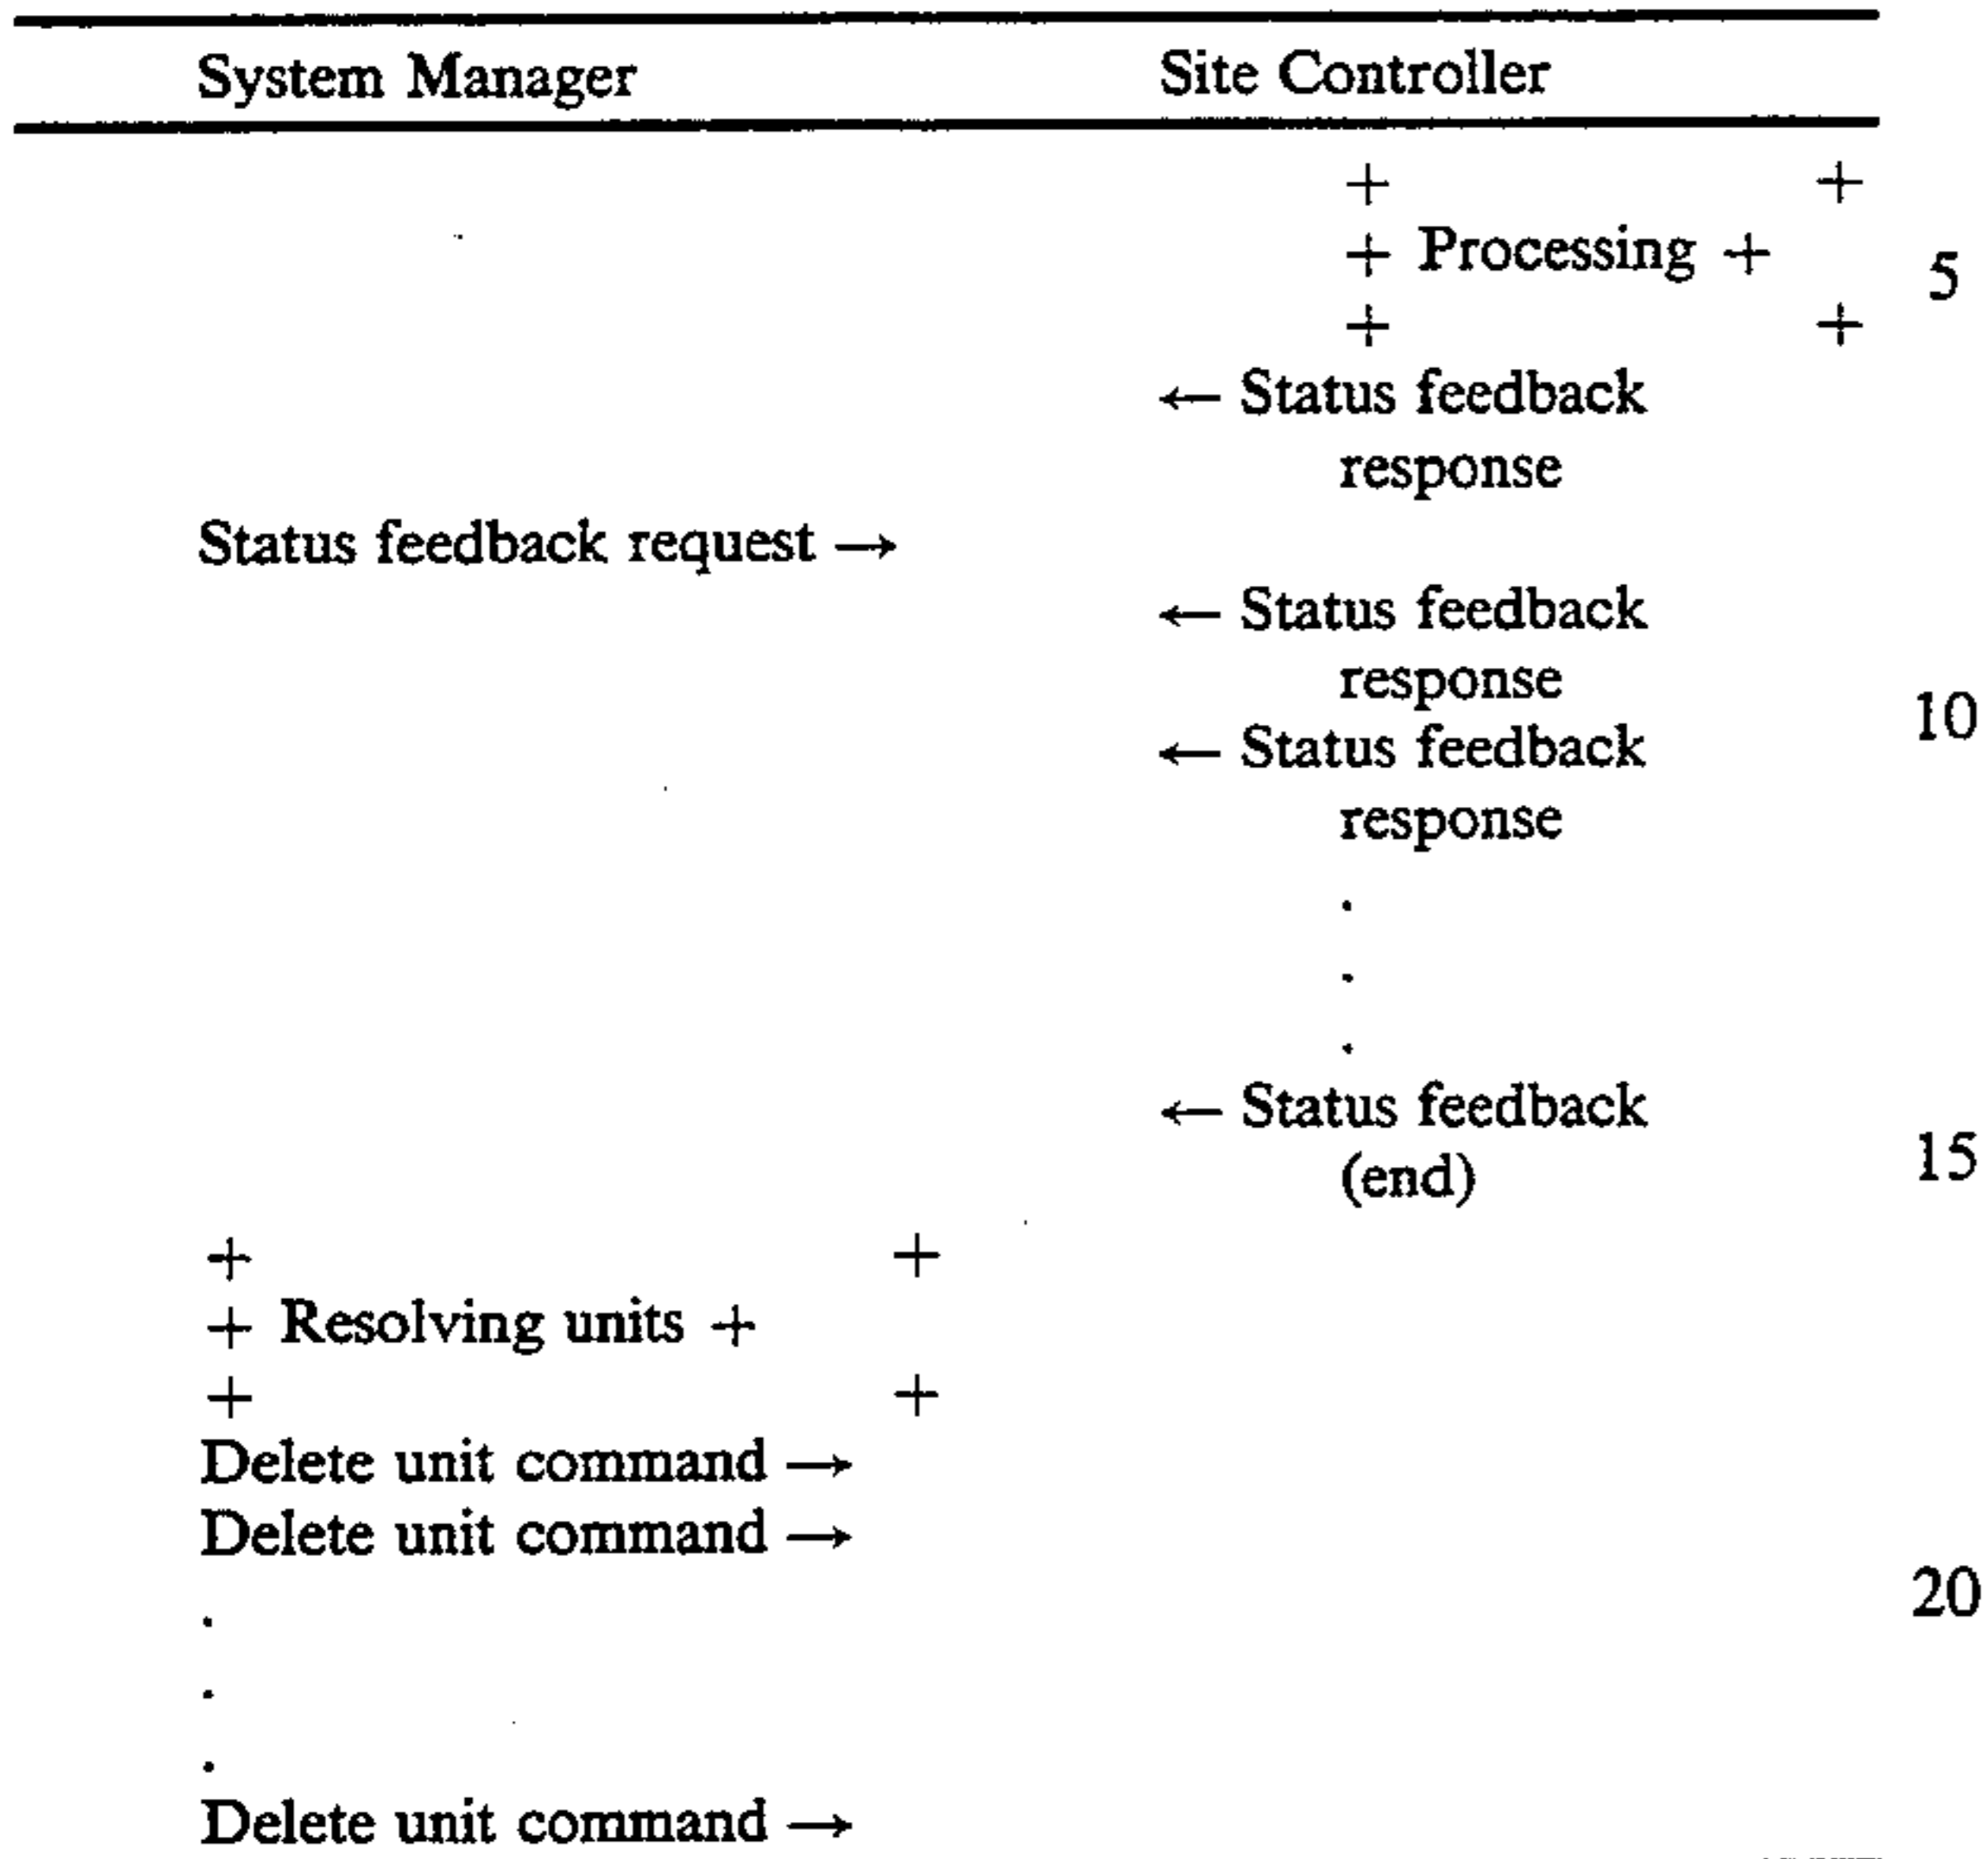 System Manager Site Controller
+ +
+ Processing +
5
+ +
← Status feedback
response
Status feedback request →
← Status feedback
response
10
← Status feedback
response
.
.
.
← Status feedback
15
(end)
+ +
+ Resolving units +
+ +
Delete unit command →
Delete unit command →
20
.
.
.
Delete unit command →